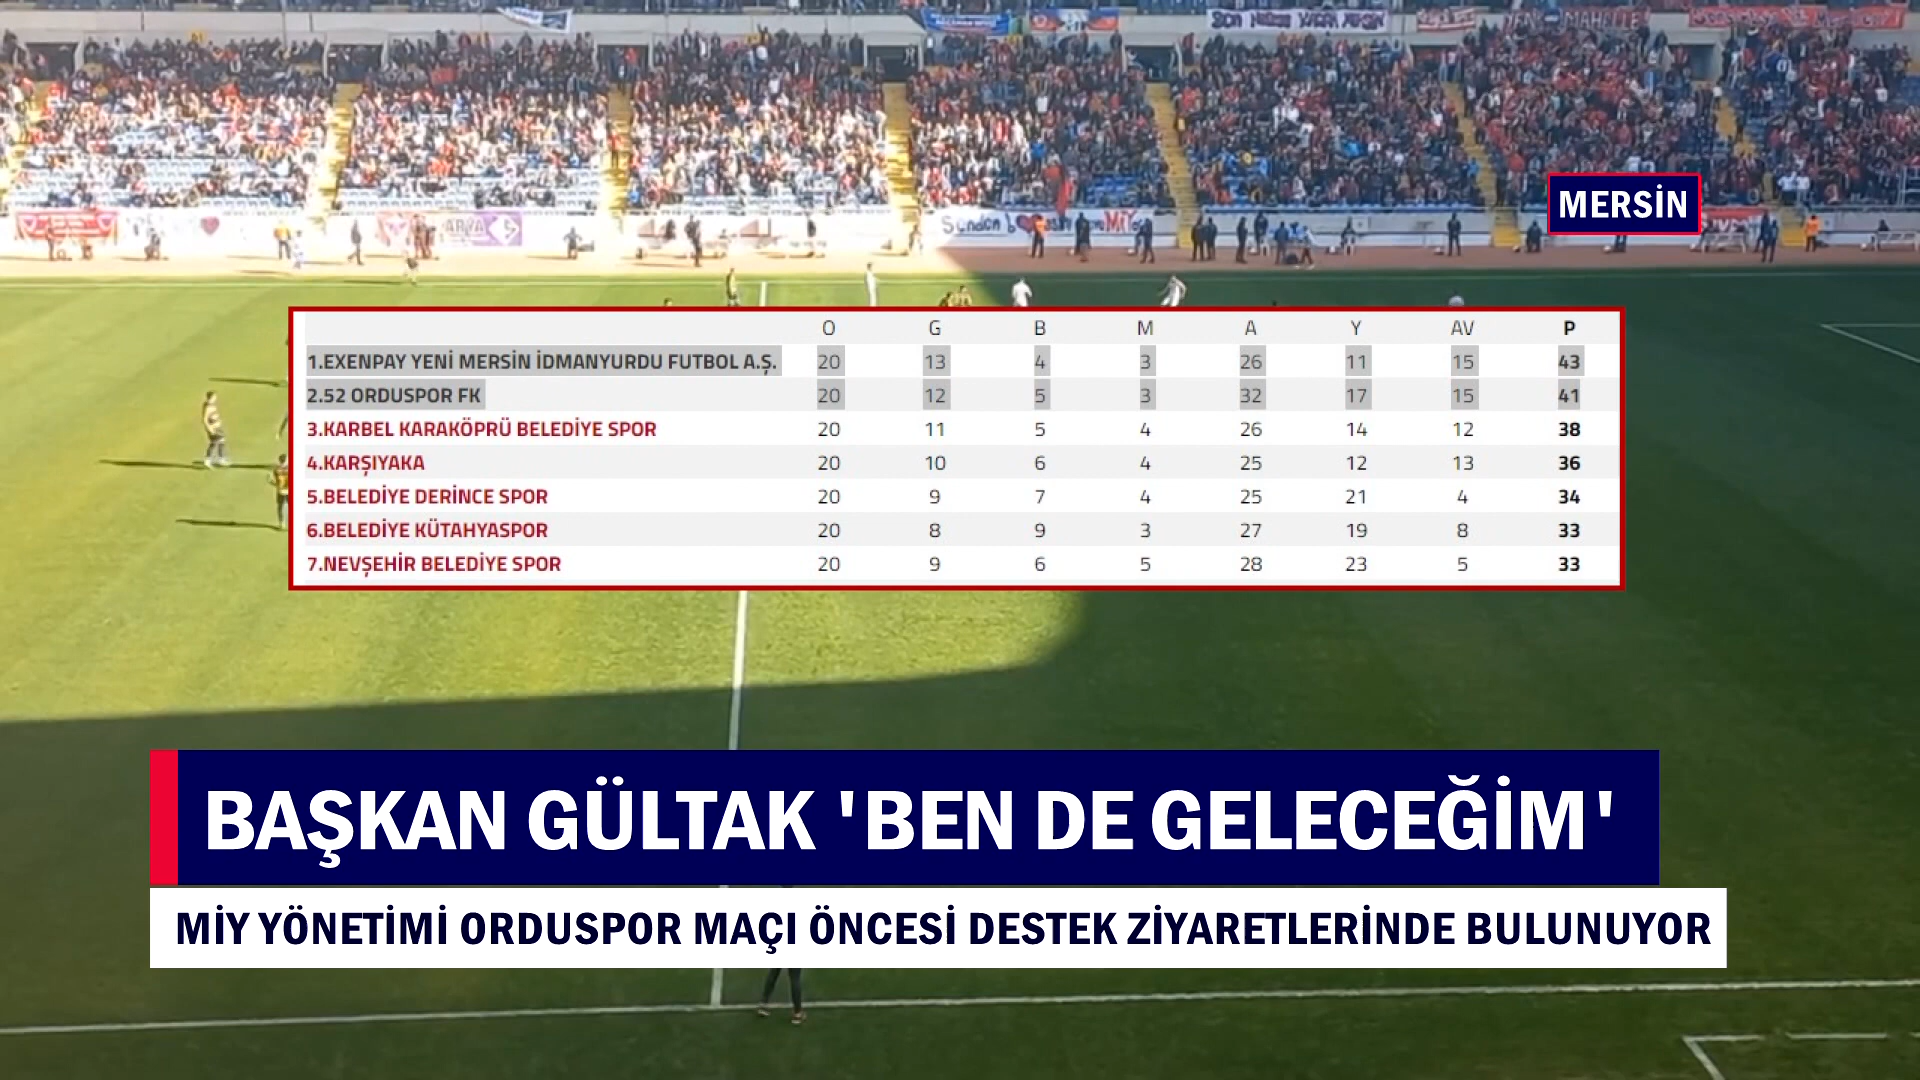 MERSİN
O G B M A Y AV P
1.EXENPAY YENİ MERSİN İDMANYURDU FUTBOL A.Ş. 20 13 4 3 26 11 15 43
2.52 ORDUSPOR FK 20 12 5 3 32 17 15 41
3.KARBEL KARAKÖPRÜ BELEDİYE SPOR 20 11 5 4 26 14 12 38
4.KARŞIYAKA 20 10 6 4 25 12 13 36
5.BELEDİYE DERİNCE SPOR 20 9 7 4 25 21 4 34
6.BELEDİYE KÜTAHYASPOR 20 8 9 3 27 19 8 33
7.NEVŞEHİR BELEDİYE SPOR 20 9 6 5 28 23 5 33
BAŞKAN GÜLTAK 'BEN DE GELECEĞİM'
MİY YÖNETİMİ ORDUSPOR MAÇI ÖNCESİ DESTEK ZİYARETLERİNDE BULUNUYOR